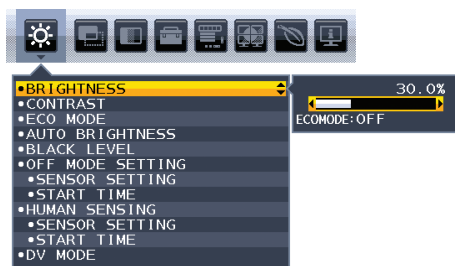 •BRIGHTNESS
•CONTRAST
•ECO MODE
•AUTO BRIGHTNESS
•BLACK LEVEL
•OFF MODE SETTING
•SENSOR SETTING
•START TIME
•HUMAN SENSING
•SENSOR SETTING
•START TIME
•DV MODE
30.0%
ECOMODE:OFF